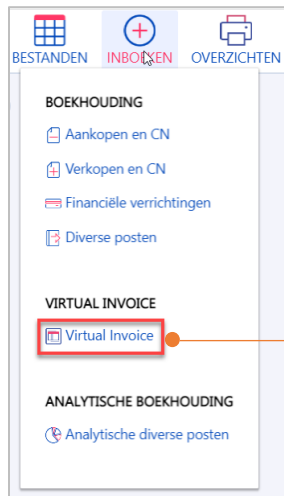 BESTANDEN INBOEKEN OVERZICHTEN
BOEKHOUDING
Aankopen en CN
Verkopen en CN
Financiële verrichtingen
Diverse posten
VIRTUAL INVOICE
Virtual Invoice
ANALYTISCHE BOEKHOUDING
Analytische diverse posten